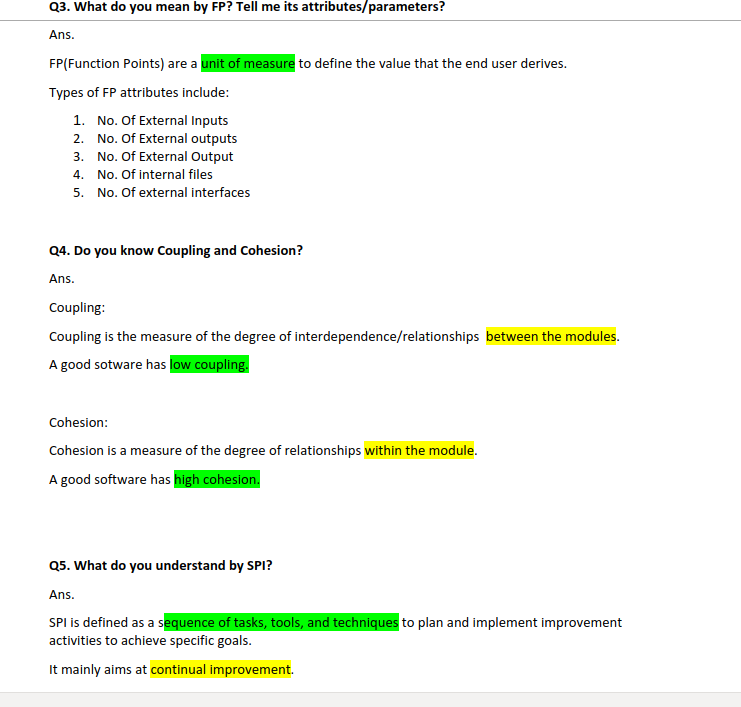 Q3. What do you mean by FP? Tell me its attributes/parameters?
Ans.
FP(Function Points) are a unit of measure to define the value that the end user derives.
Types of FP attributes include:
1. No. Of External Inputs
2. No. Of External outputs
3. No. Of External Output
4. No. Of internal files
5. No. Of external interfaces
Q4. Do you know Coupling and Cohesion?
Ans.
Coupling:
Coupling is the measure of the degree of interdependence/relationships between the modules.
A good sotware has low coupling.
Cohesion:
Cohesion is a measure of the degree of relationships within the module.
A good software has high cohesion.
Q5. What do you understand by SPI?
Ans.
SPI is defined as a sequence of tasks, tools, and techniques to plan and implement improvement
activities to achieve specific goals.
It mainly aims at continual improvement.